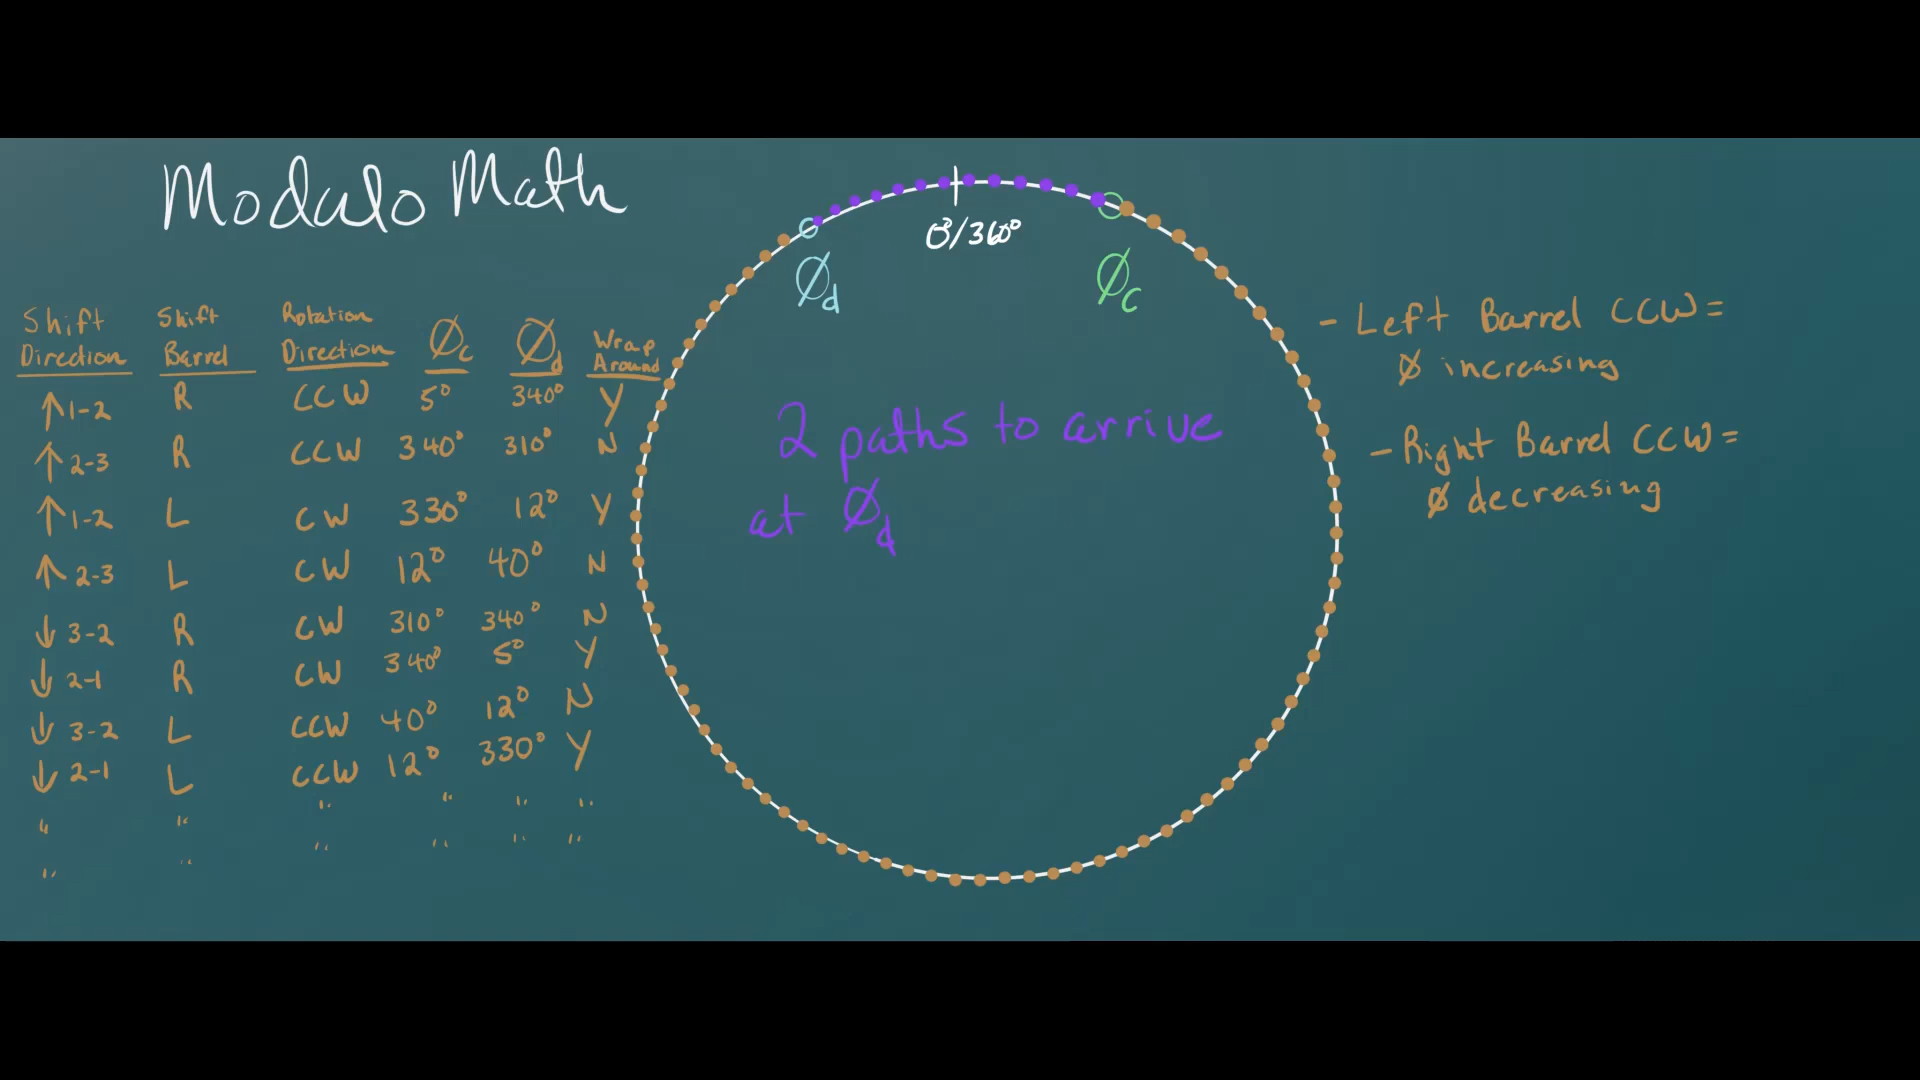 Modulo Math
0°/360°
Ød
Øc
Shift Direction Shift Barrel Rotation Direction Øc Ød Wrap Around
↑ 1-2 R CCW 5° 340° Y
↑ 2-3 R CCW 340° 310° N
↑ 1-2 L CW 330° 12° Y
↑ 2-3 L CW 12° 40° N
↓ 3-2 R CW 310° 340° N
↓ 2-1 R CW 340° 5° Y
↓ 3-2 L CCW 40° 12° N
↓ 2-1 L CCW 12° 330° Y
" " " " " "
" " " " " "
2 paths to arrive
at Ød
- Left Barrel CCW =
Ø increasing
- Right Barrel CCW =
Ø decreasing